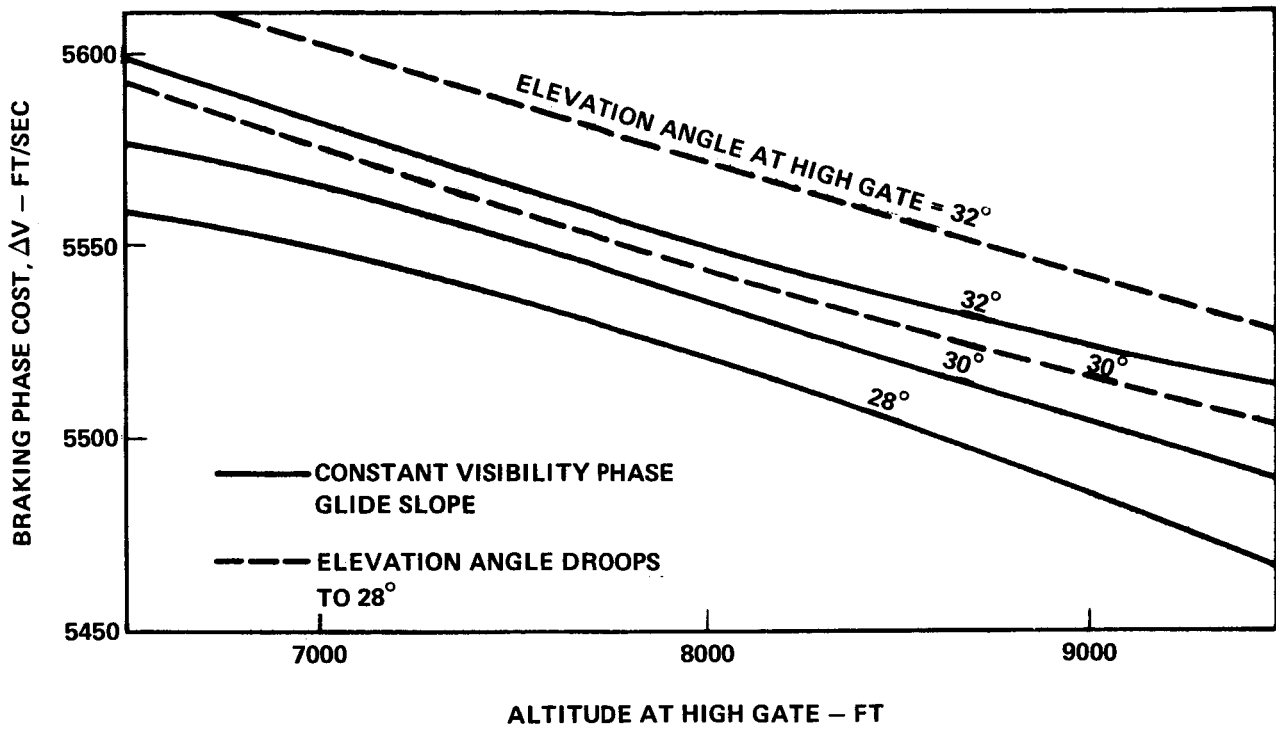 BRAKING PHASE COST, ΔV – FT/SEC
5600
5550
5500
5450
ELEVATION ANGLE AT HIGH GATE = 32°
32°
30°
30°
28°
CONSTANT VISIBILITY PHASE
GLIDE SLOPE
ELEVATION ANGLE DROOPS
TO 28°
7000
8000
9000
ALTITUDE AT HIGH GATE – FT